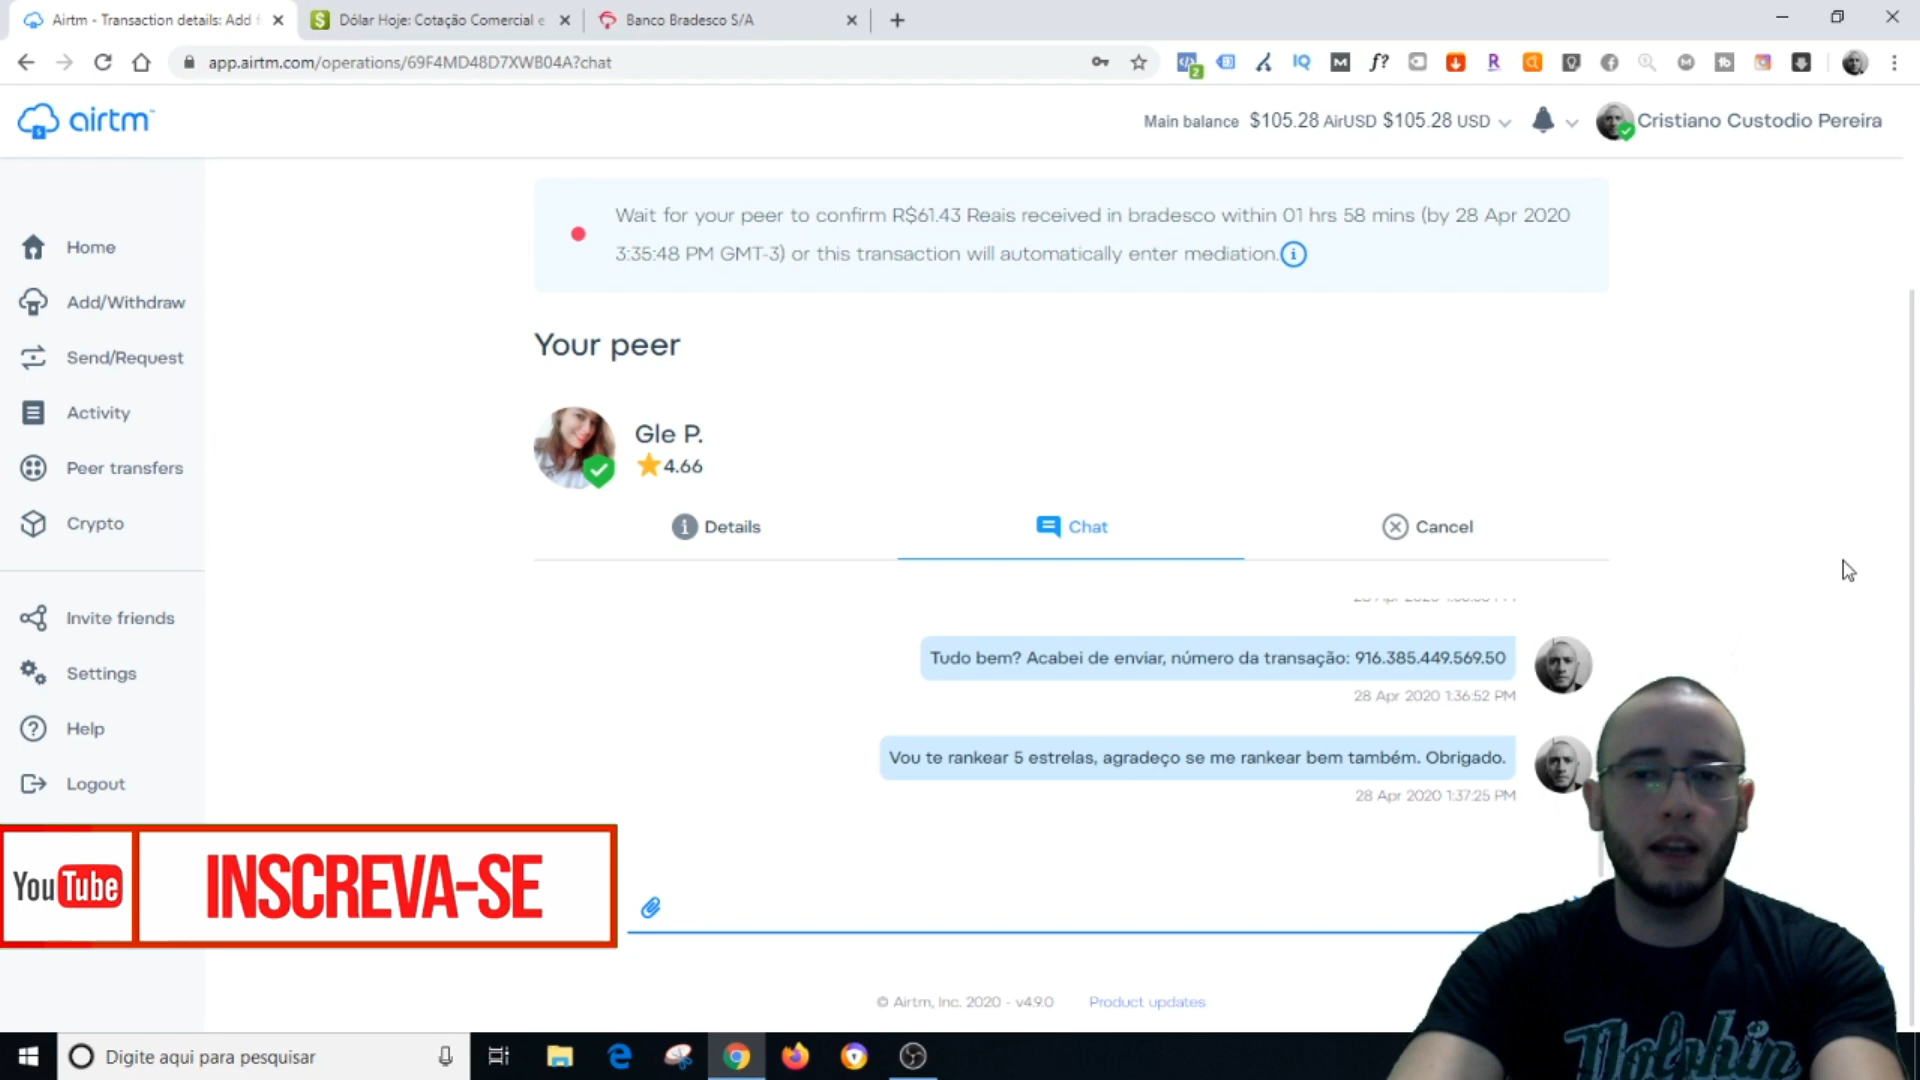 Airtm - Transaction details: Add f
Dólar Hoje: Cotação Comercial e
Banco Bradesco S/A
app.airtm.com/operations/69F4MD48D7XWB04A?chat
2
IQ
M
f?
R
airtm
Main balance $105.28 AirUSD $105.28 USD
Cristiano Custodio Pereira
Home
Add/Withdraw
Send/Request
Activity
Peer transfers
Crypto
Invite friends
Settings
Help
Logout
Wait for your peer to confirm R$61.43 Reais received in bradesco within 01 hrs 58 mins (by 28 Apr 2020
3:35:48 PM GMT-3) or this transaction will automatically enter mediation.
Your peer
Gle P.
4.66
Details
Chat
Cancel
Tudo bem? Acabei de enviar, número da transação: 916.385.449.569.50
28 Apr 2020 1:36:52 PM
Vou te rankear 5 estrelas, agradeço se me rankear bem também. Obrigado.
28 Apr 2020 1:37:25 PM
YouTube
INSCREVA-SE
© Airtm, Inc. 2020 - v4.9.0
Product updates
Dolphin
Digite aqui para pesquisar